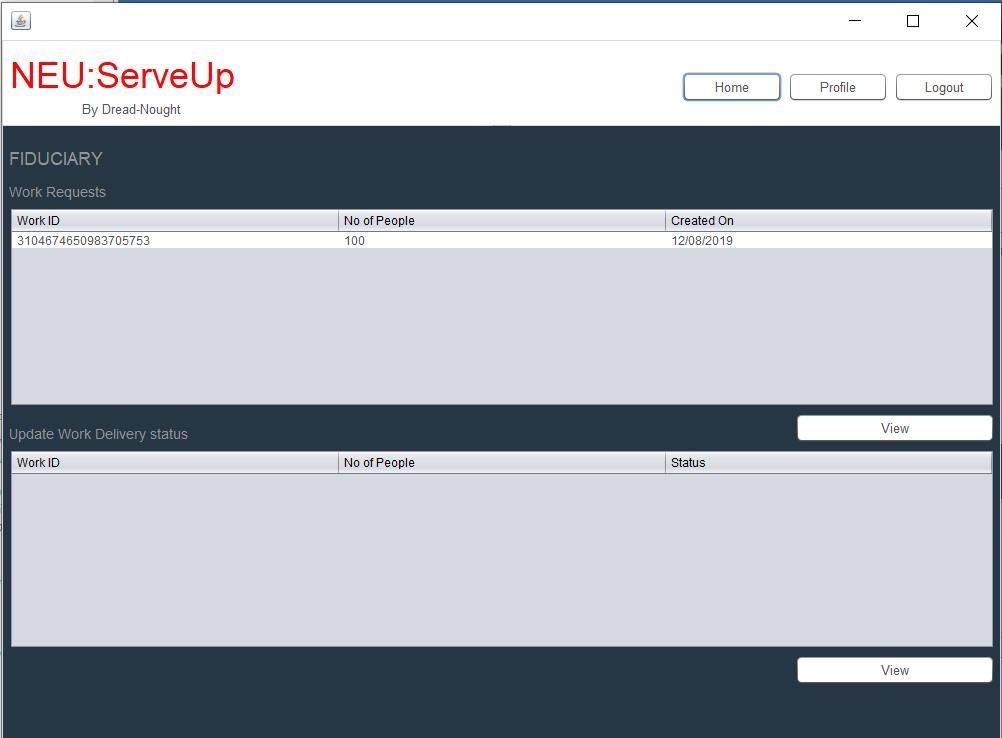 NEU:ServeUp
By Dread-Nought
Home Profile Logout
FIDUCIARY
Work Requests
Work ID No of People Created On
3104674650983705753 100 12/08/2019
View
Update Work Delivery status
Work ID No of People Status
View